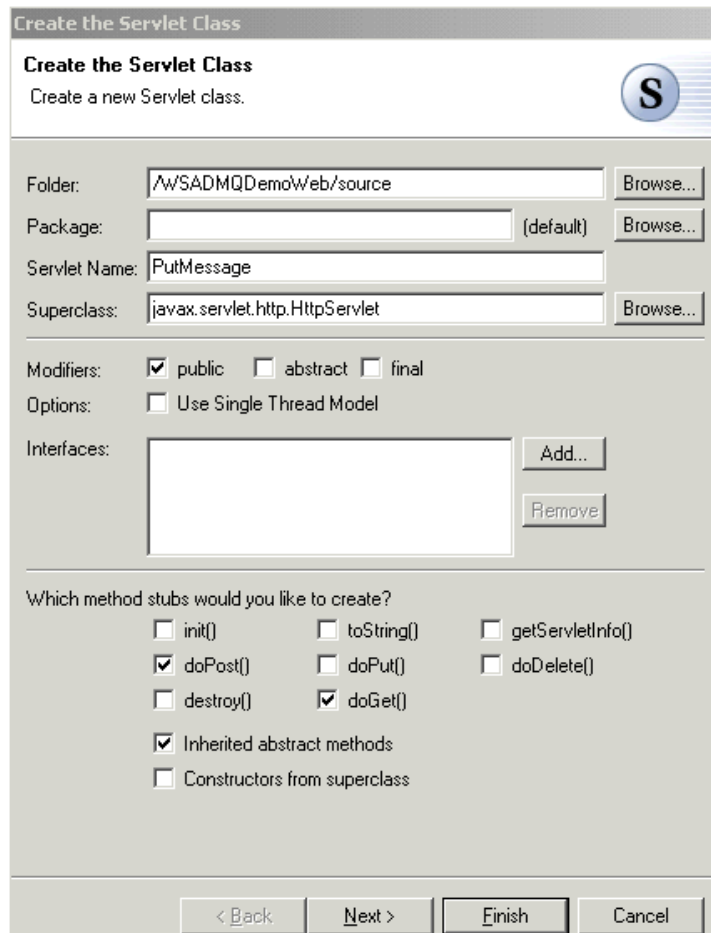 Create the Servlet Class
Create the Servlet Class
Create a new Servlet class.
S
Folder: /WSADMQDemoWeb/source Browse...
Package: (default) Browse...
Servlet Name: PutMessage
Superclass: javax.servlet.http.HttpServlet Browse...
Modifiers: public abstract final
Options: Use Single Thread Model
Interfaces: Add...
Remove
Which method stubs would you like to create?
init() toString() getServletInfo()
doPost() doPut() doDelete()
destroy() doGet()
Inherited abstract methods
Constructors from superclass
< Back Next > Finish Cancel